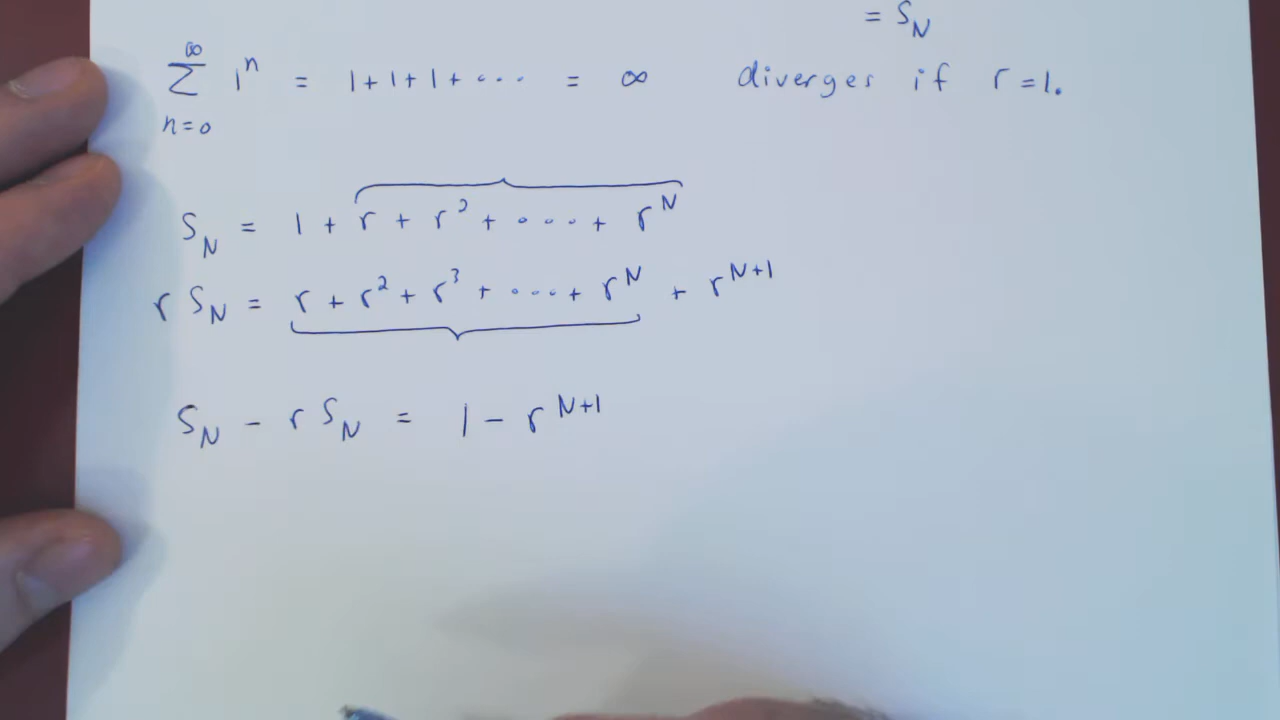 = S_N
∑_{n=0}^{∞} 1^n = 1+1+1+··· = ∞ diverges if r=1.
S_N = 1 + r + r^2 + ···· + r^N
r S_N = r + r^2 + r^3 + ···· + r^N + r^{N+1}
S_N - r S_N = 1 - r^{N+1}